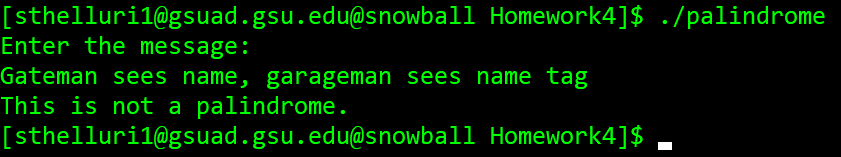 [sthelluri1@gsuad.gsu.edu@snowball Homework4]$ ./palindrome
Enter the message:
Gateman sees name, garageman sees name tag
This is not a palindrome.
[sthelluri1@gsuad.gsu.edu@snowball Homework4]$